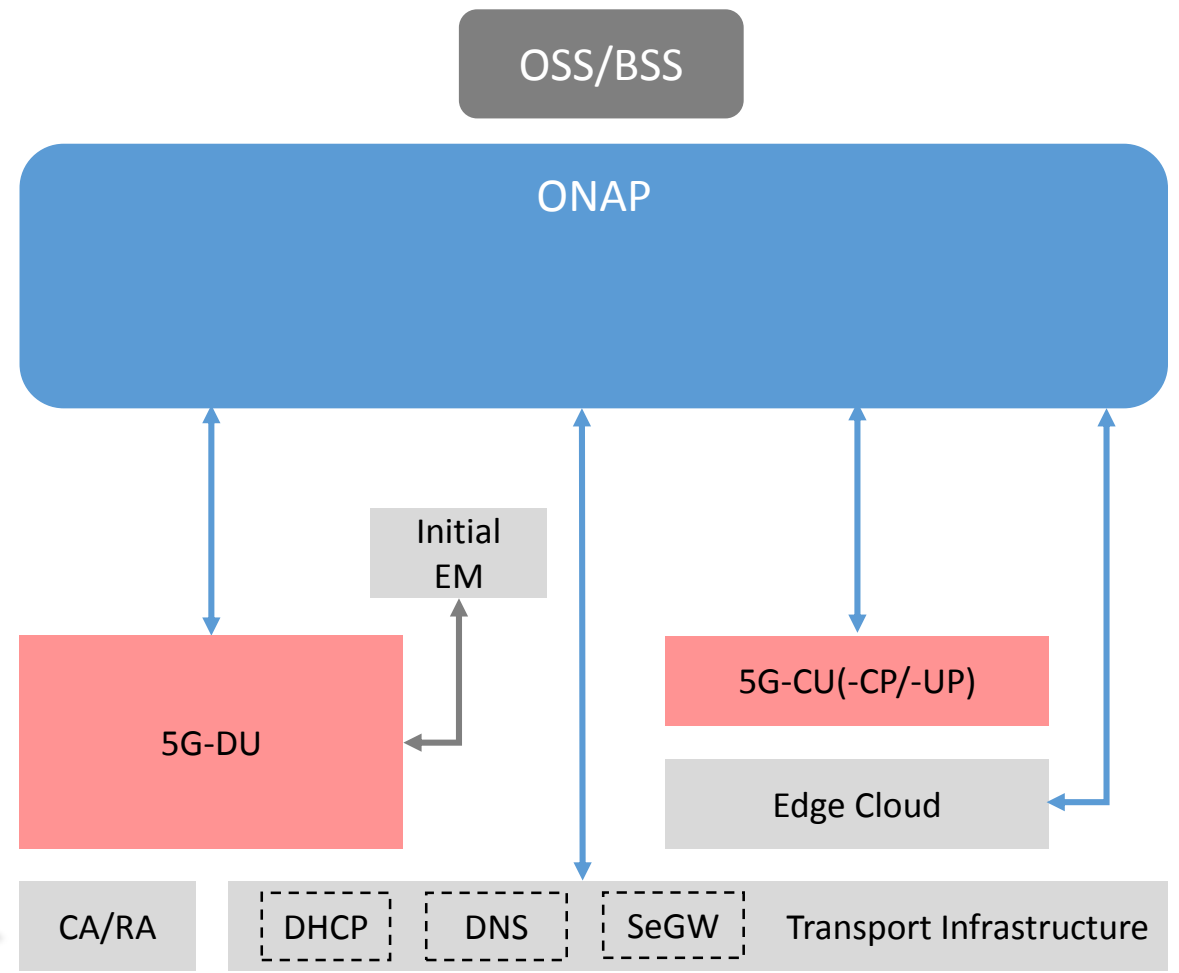 OSS/BSS
ONAP
Initial
EM
5G-DU
5G-CU(-CP/-UP)
Edge Cloud
CA/RA
DHCP
DNS
SeGW
Transport Infrastructure